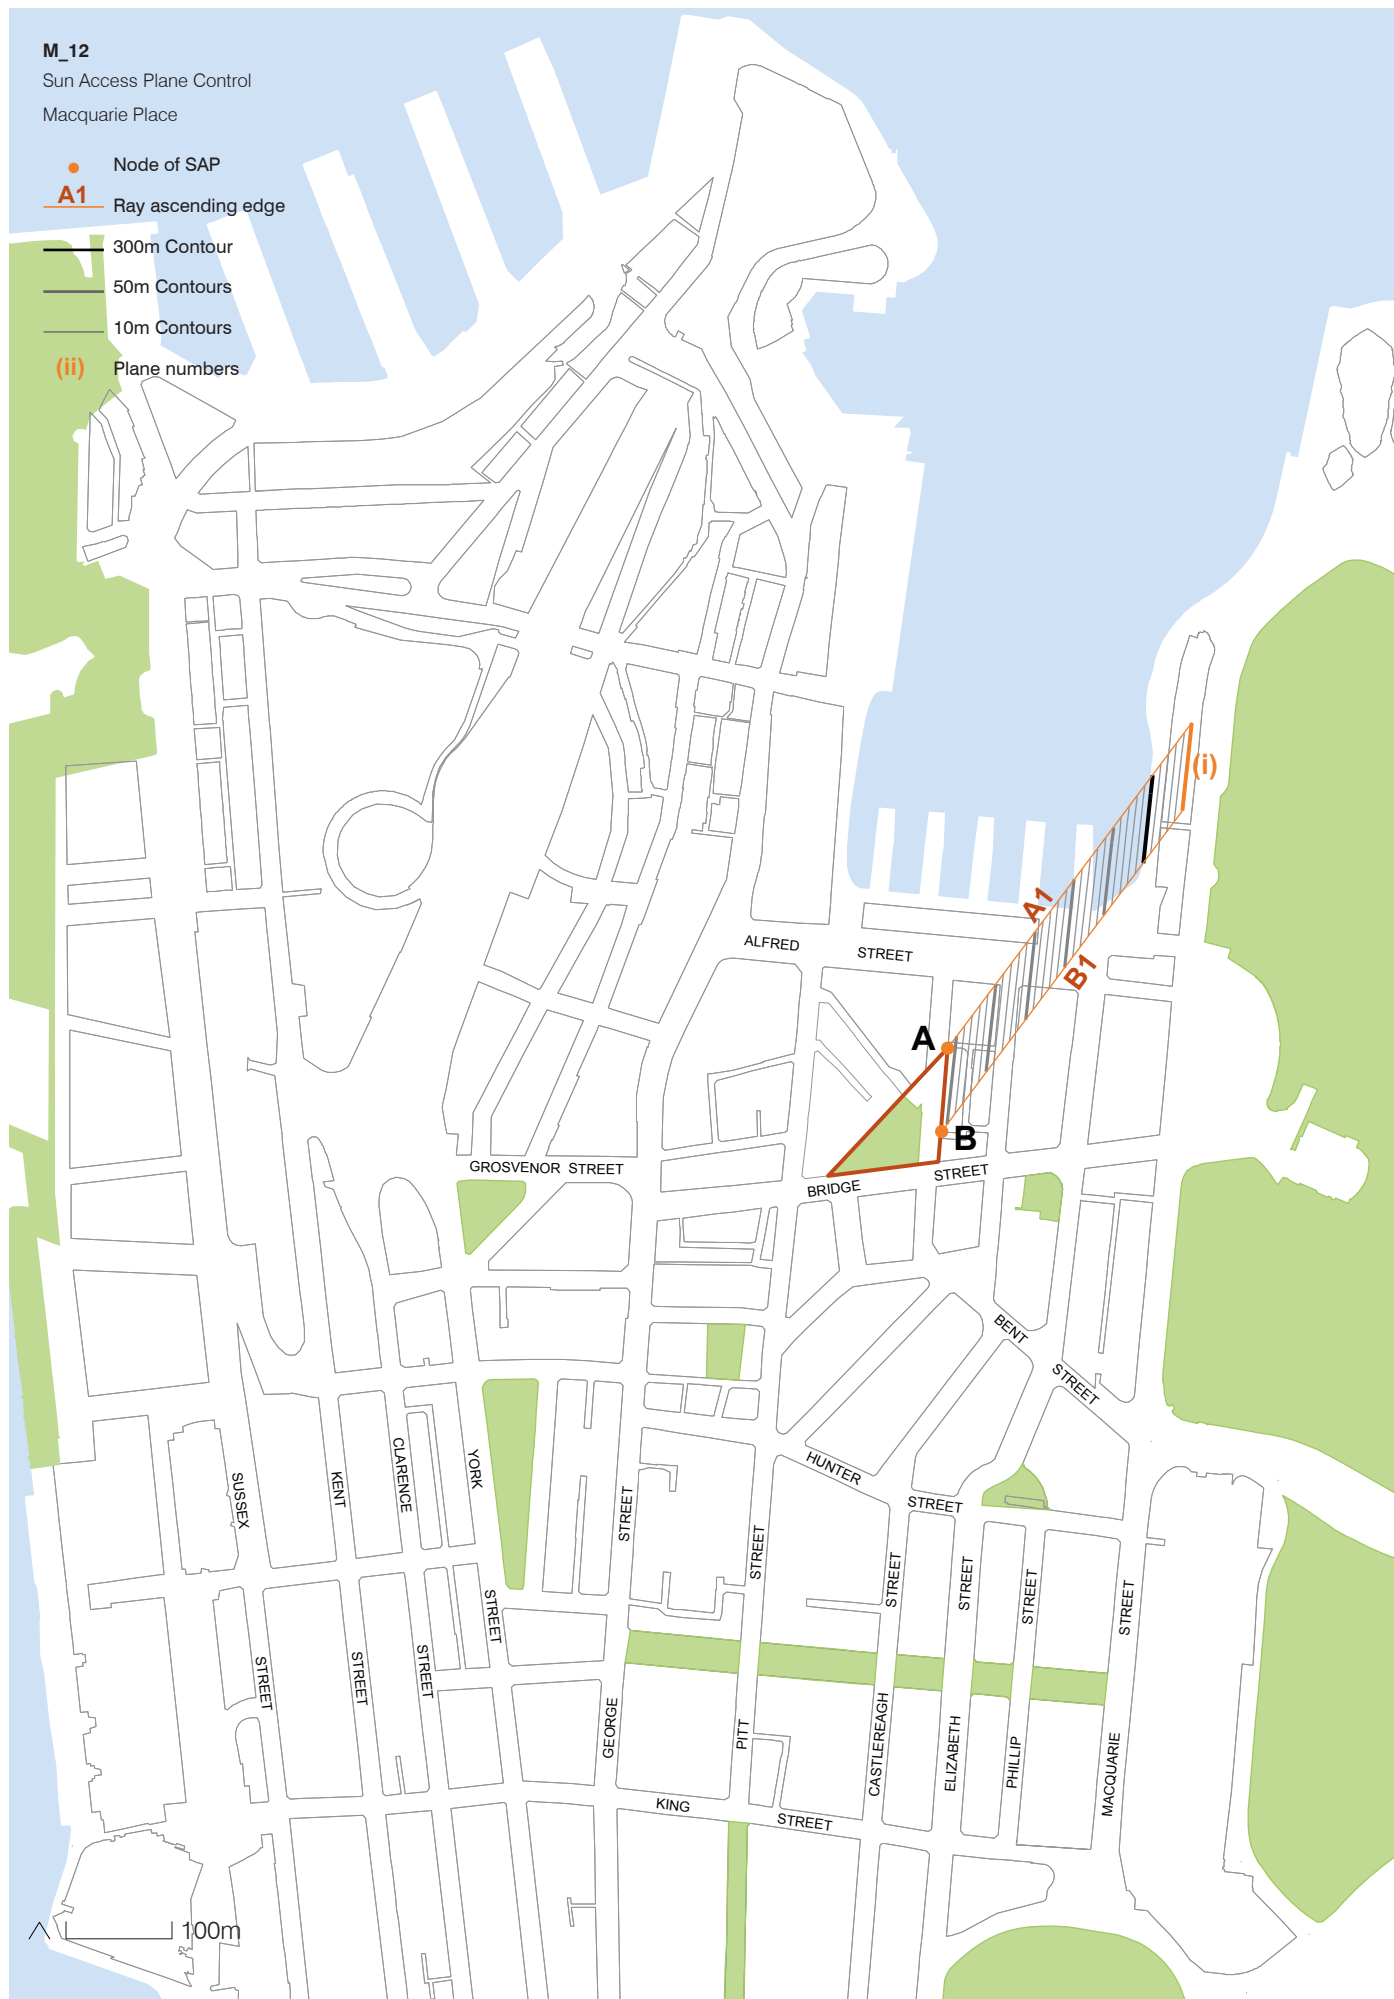 M_12
Sun Access Plane Control
Macquarie Place
Node of SAP
A1
Ray ascending edge
300m Contour
50m Contours
10m Contours
(ii)
Plane numbers
(i)
A1
ALFRED
STREET
B1
A
B
GROSVENOR STREET
STREET
BRIDGE
BENT
STREET
HUNTER
STREET
SUSSEX
KENT
CLARENCE
YORK
STREET
STREET
STREET
STREET
STREET
STREET
STREET
STREET
STREET
STREET
GEORGE
PITT
CASTLEREAGH
ELIZABETH
PHILLIP
MACQUARIE
KING
STREET
100m